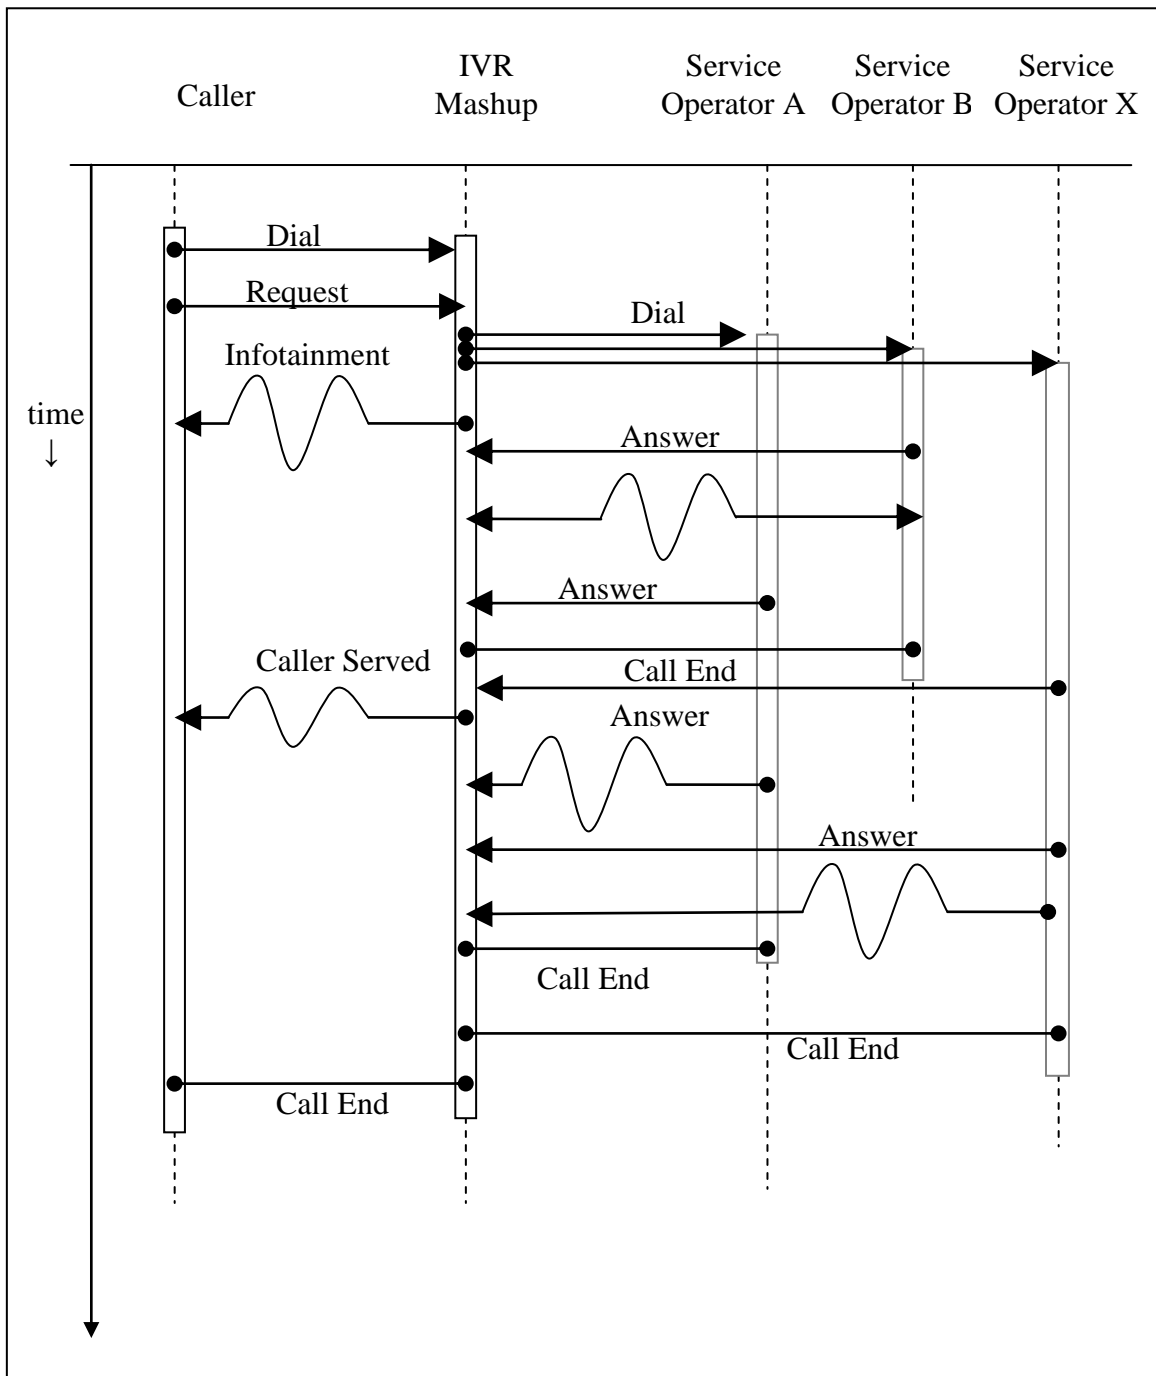 Caller
IVR
Mashup
Service
Operator A
Service
Operator B
Service
Operator X
Dial
Request
Dial
Infotainment
time
↓
Answer
Answer
Caller Served
Call End
Answer
Answer
Call End
Call End
Call End